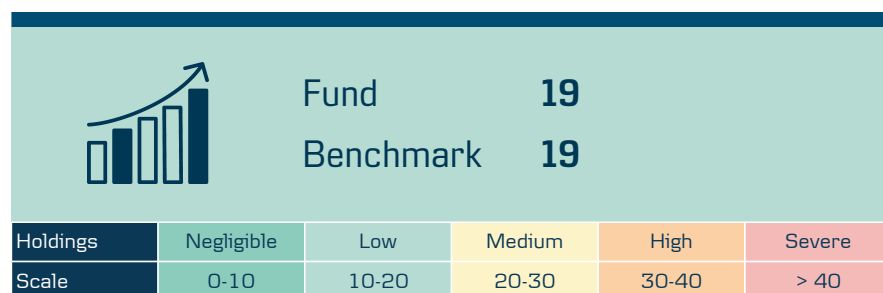 Fund 19
Benchmark 19
Holdings Negligible Low Medium High Severe
Scale 0-10 10-20 20-30 30-40 > 40